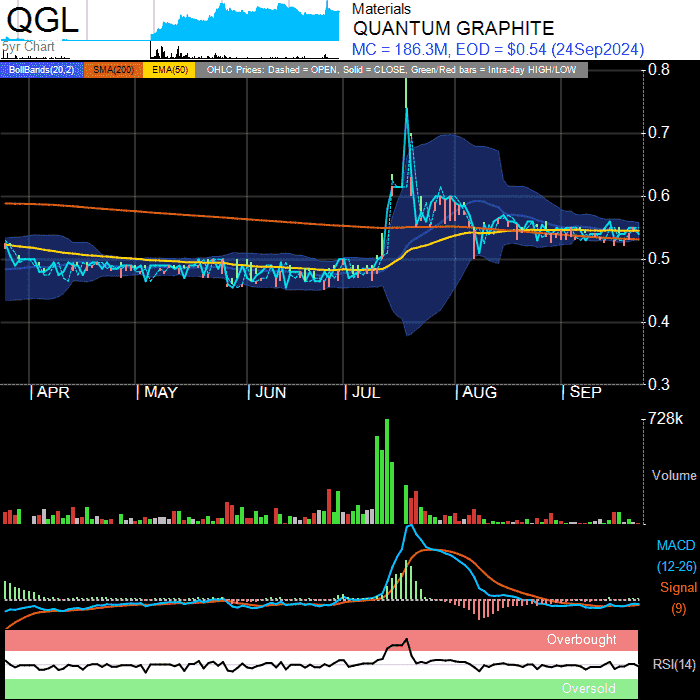 QGL
5yr Chart
Materials
QUANTUM GRAPHITE
MC = 186.3M, EOD = $0.54 (24Sep2024)
BollBands(20,2) SMA(200) EMA(50) OHLC Prices: Dashed = OPEN, Solid = CLOSE, Green/Red bars = Intra-day HIGH/LOW
0.8
0.7
0.6
0.5
0.4
0.3
APR MAY JUN JUL AUG SEP
728k
Volume
MACD
(12-26)
Signal
(9)
Overbought
RSI(14)
Oversold